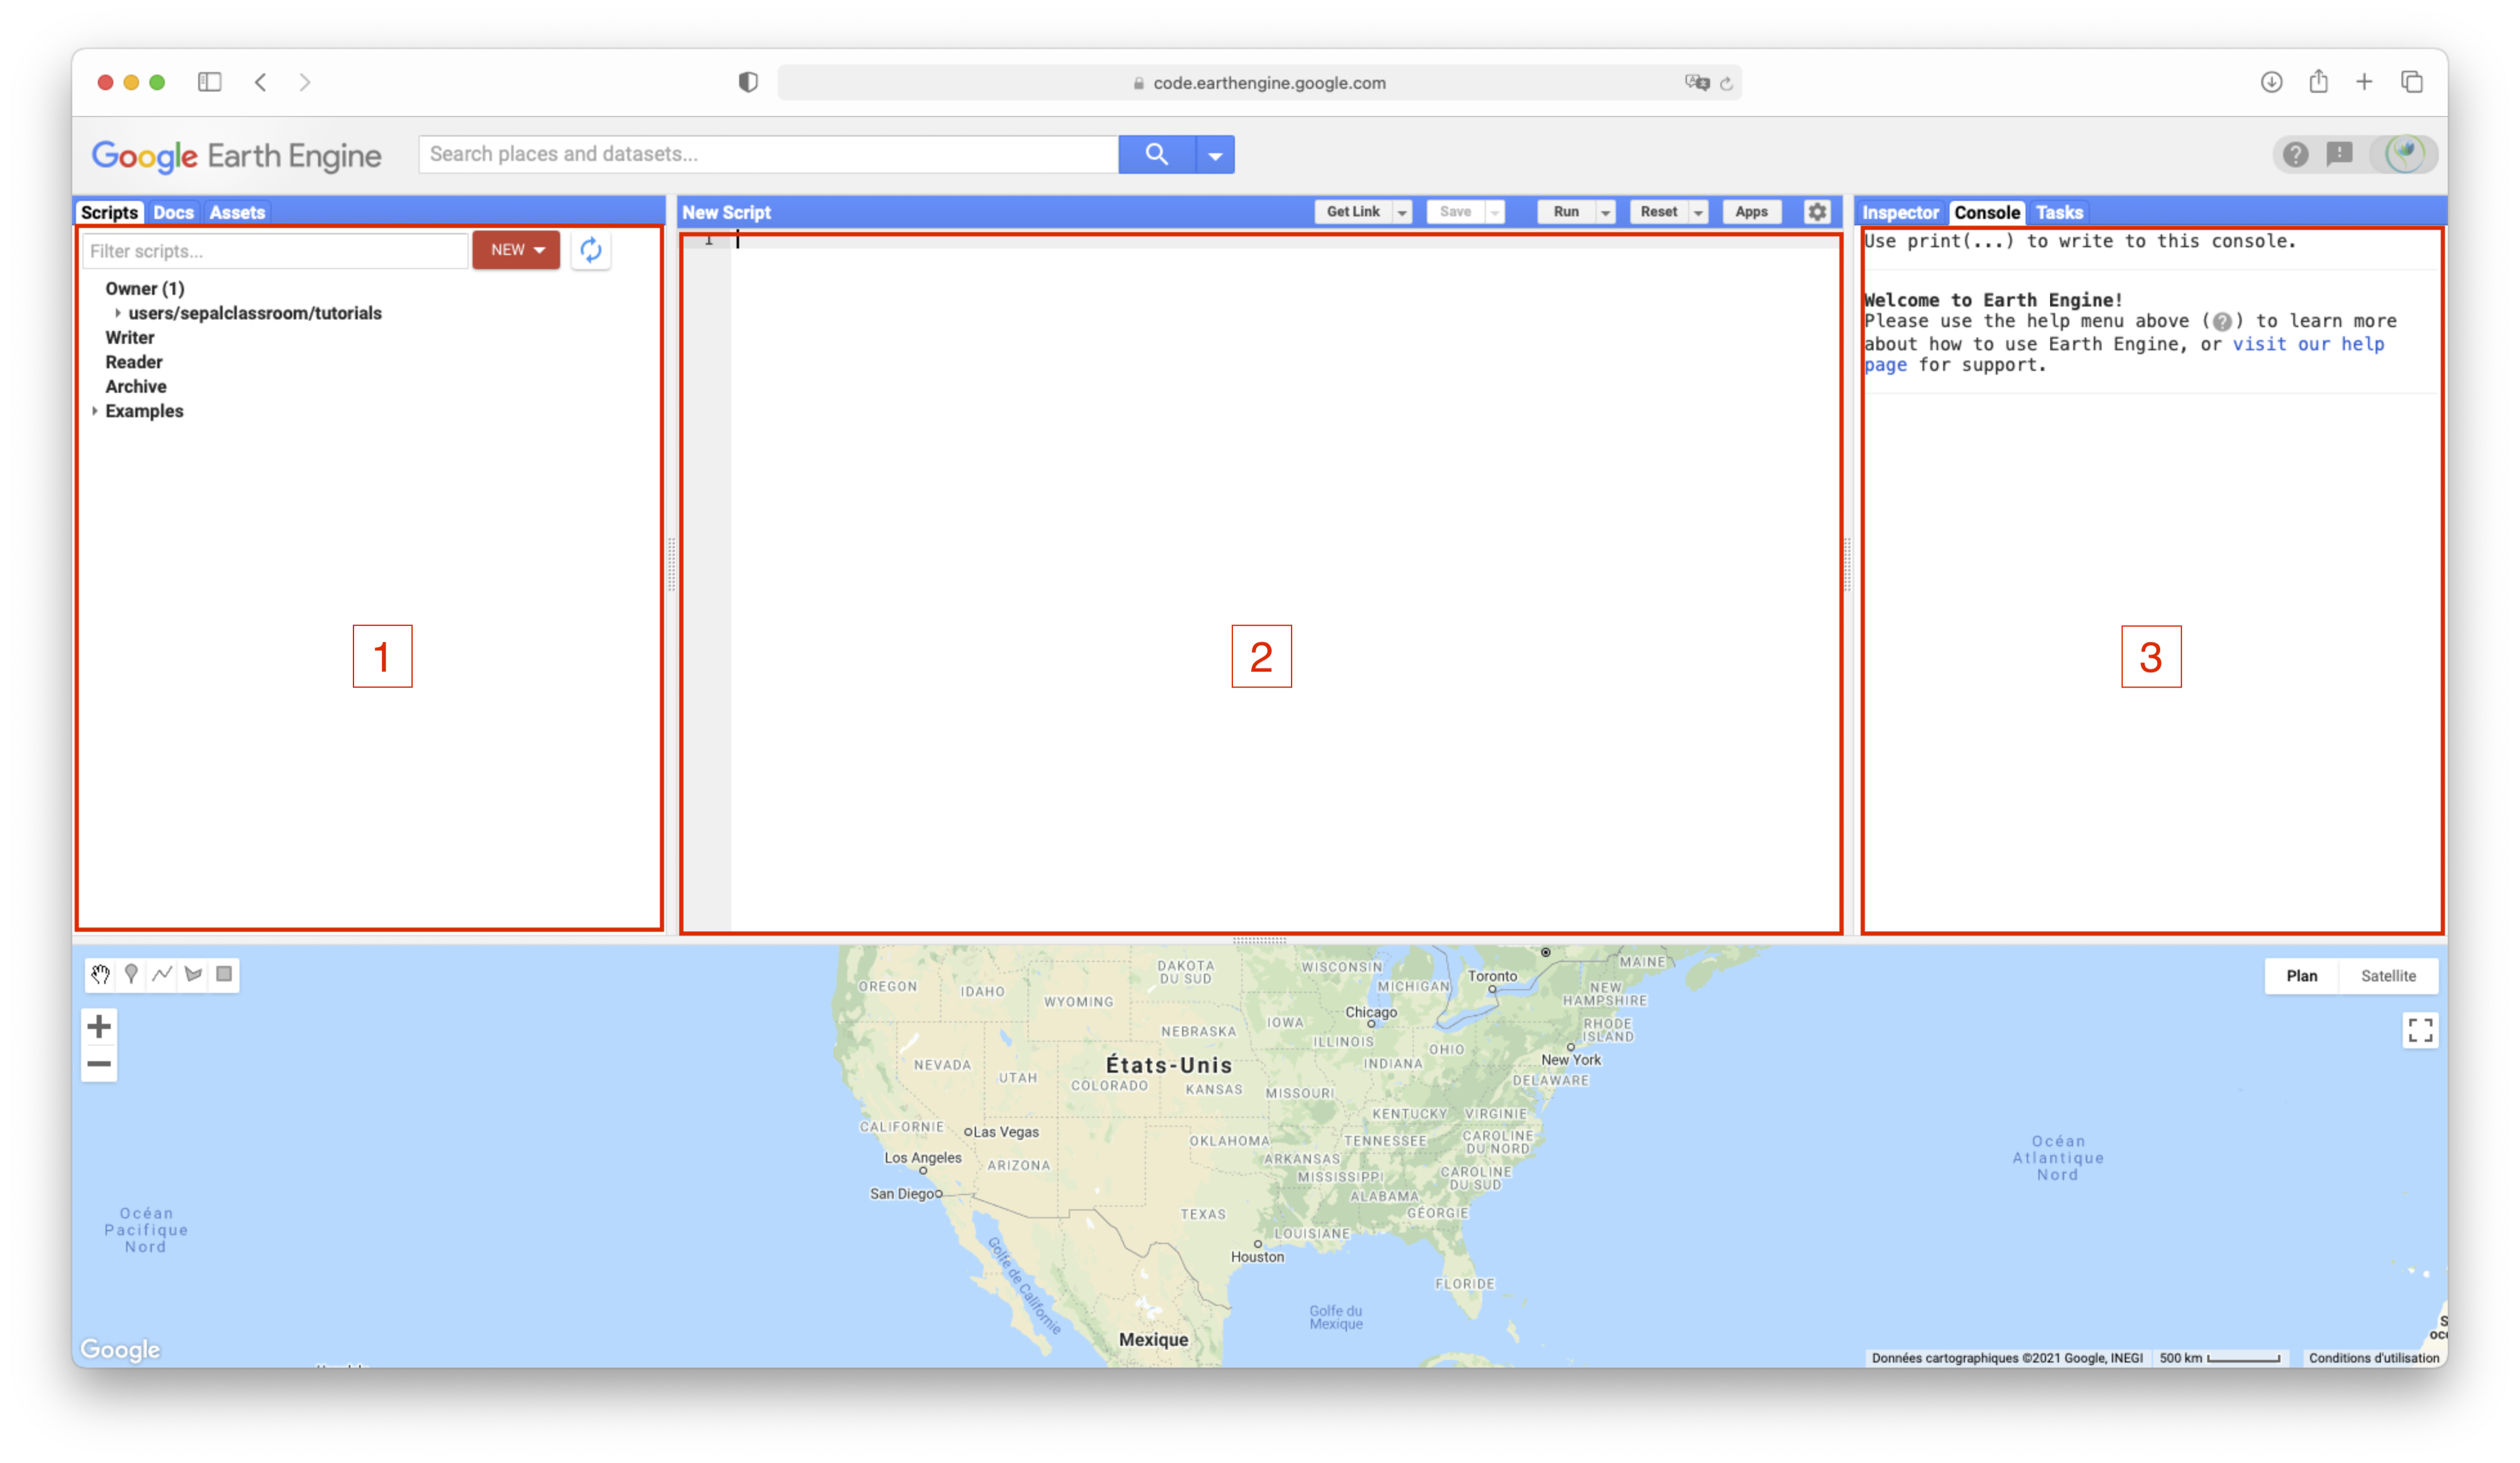 code.earthengine.google.com
Google Earth Engine
Search places and datasets...
Scripts Docs Assets
Filter scripts...
NEW
Owner (1)
users/sepalclassroom/tutorials
Writer
Reader
Archive
Examples
1
New Script
Get Link Save Run Reset Apps
1
2
Inspector Console Tasks
Use print(...) to write to this console.
Welcome to Earth Engine!
Please use the help menu above (?) to learn more
about how to use Earth Engine, or visit our help
page for support.
3
Plan Satellite
OREGON
IDAHO
WYOMING
DAKOTA
DU SUD
WISCONSIN
MICHIGAN
Toronto
MAINE
NEW
HAMPSHIRE
NEBRASKA
IOWA
Chicago
RHODE
ISLAND
ILLINOIS
OHIO
NEVADA
UTAH
États-Unis
COLORADO
KANSAS
MISSOURI
INDIANA
New York
DELAWARE
KENTUCKY
VIRGINIE
CALIFORNIE
Las Vegas
OKLAHOMA
TENNESSEE
CAROLINE
DU NORD
Los Angeles
ARIZONA
ARKANSAS
MISSISSIPPI
CAROLINE
DU SUD
San Diego
ALABAMA
TEXAS
GÉORGIE
LOUISIANE
Houston
FLORIDE
Golfe de Californie
Golfe du
Mexique
Mexique
Océan
Pacifique
Nord
Océan
Atlantique
Nord
Google
Données cartographiques ©2021 Google, INEGI
500 km
Conditions d'utilisation